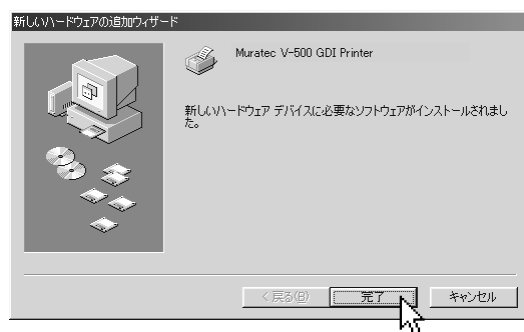 新しいハードウェアの追加ウィザード
Muratec V-500 GDI Printer
新しいハードウェア デバイスに必要なソフトウェアがインストールされまし
た。
< 戻る(B)
完了
キャンセル